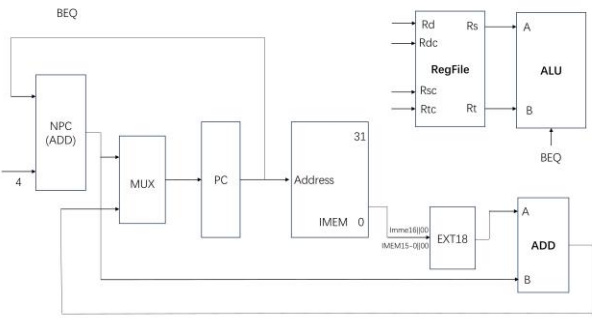 BEQ
Rd
Rs
A
Rdc
RegFile
ALU
Rsc
Rtc
Rt
B
BEQ
NPC
(ADD)
4
MUX
PC
31
Address
IMEM 0
Imme16||00
IMEM15-0||00
EXT18
A
ADD
B